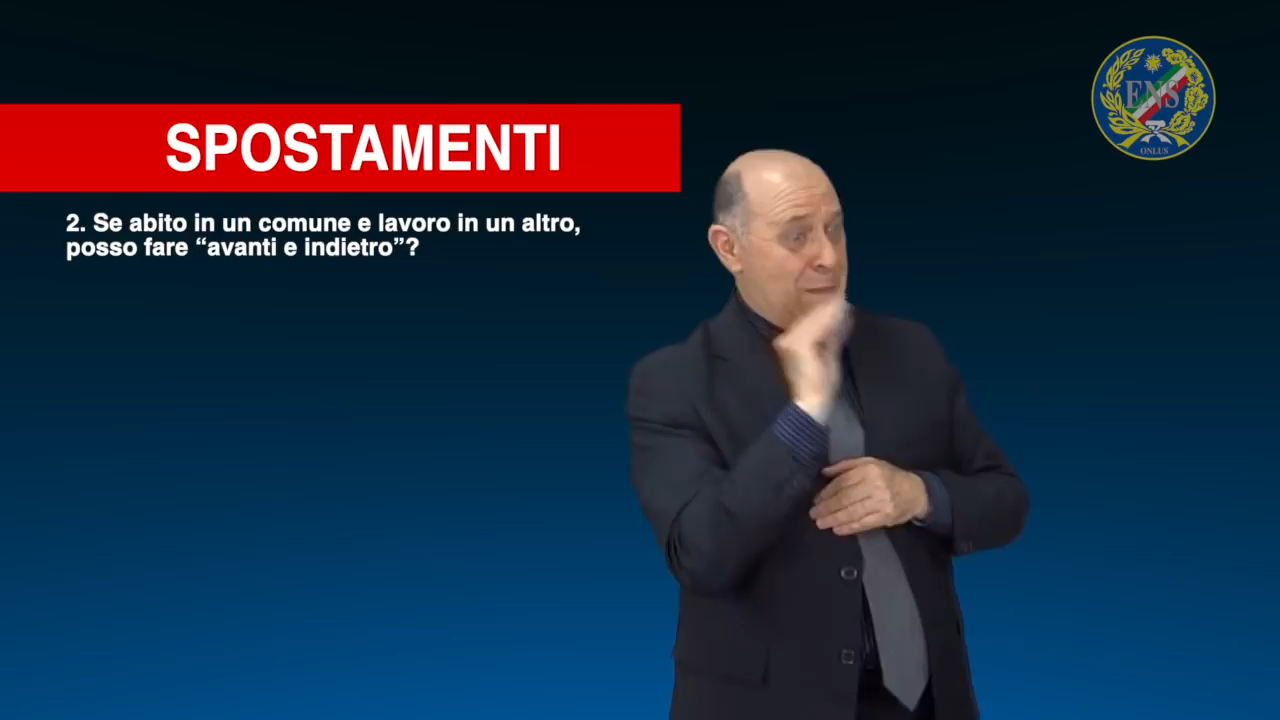 SPOSTAMENTI
2. Se abito in un comune e lavoro in un altro,
posso fare “avanti e indietro”?
ENS
ONLUS